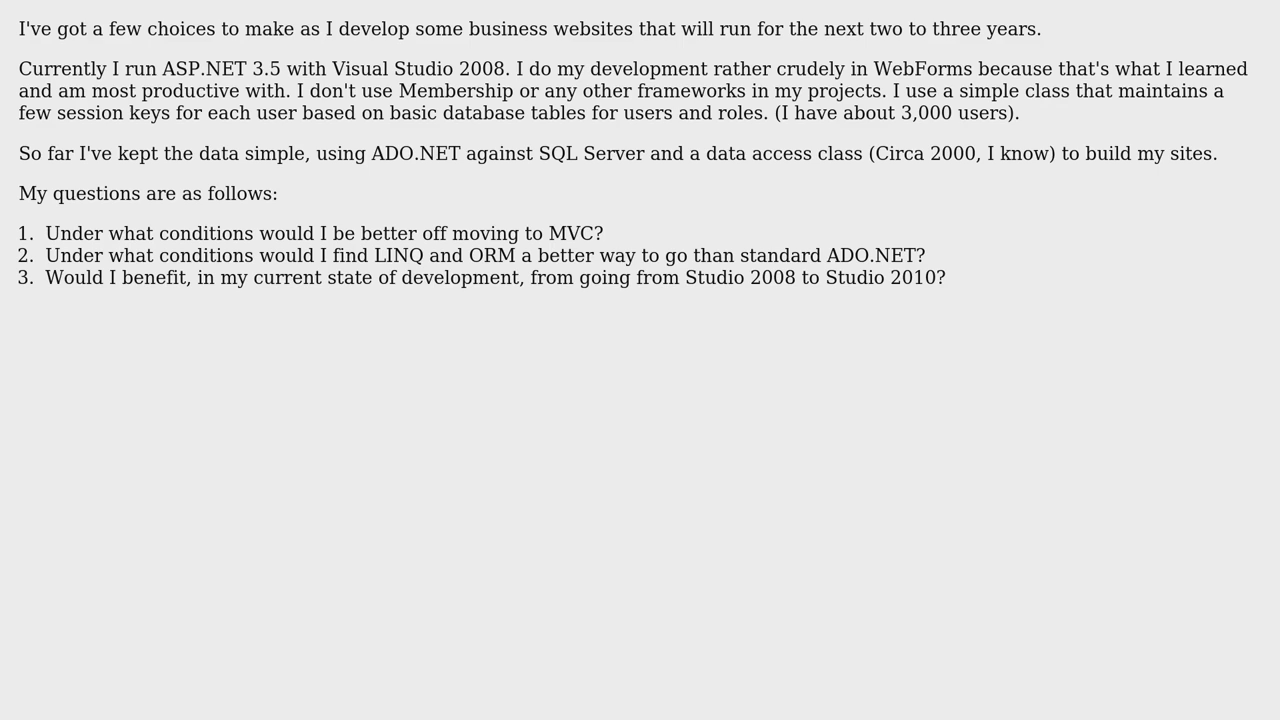 I've got a few choices to make as I develop some business websites that will run for the next two to three years.
Currently I run ASP.NET 3.5 with Visual Studio 2008. I do my development rather crudely in WebForms because that's what I learned
and am most productive with. I don't use Membership or any other frameworks in my projects. I use a simple class that maintains a
few session keys for each user based on basic database tables for users and roles. (I have about 3,000 users).
So far I've kept the data simple, using ADO.NET against SQL Server and a data access class (Circa 2000, I know) to build my sites.
My questions are as follows:
1. Under what conditions would I be better off moving to MVC?
2. Under what conditions would I find LINQ and ORM a better way to go than standard ADO.NET?
3. Would I benefit, in my current state of development, from going from Studio 2008 to Studio 2010?